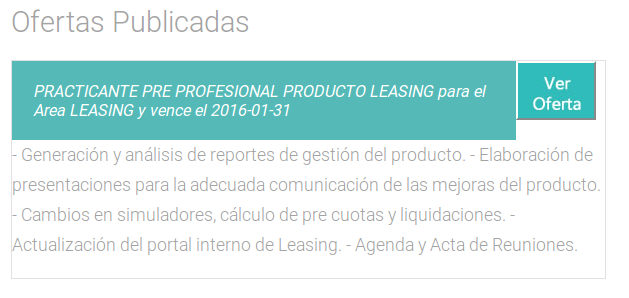 Ofertas Publicadas
PRACTICANTE PRE PROFESIONAL PRODUCTO LEASING para el
Area LEASING y vence el 2016-01-31
Ver
Oferta
- Generación y análisis de reportes de gestión del producto. - Elaboración de
presentaciones para la adecuada comunicación de las mejoras del producto.
- Cambios en simuladores, cálculo de pre cuotas y liquidaciones. -
Actualización del portal interno de Leasing. - Agenda y Acta de Reuniones.